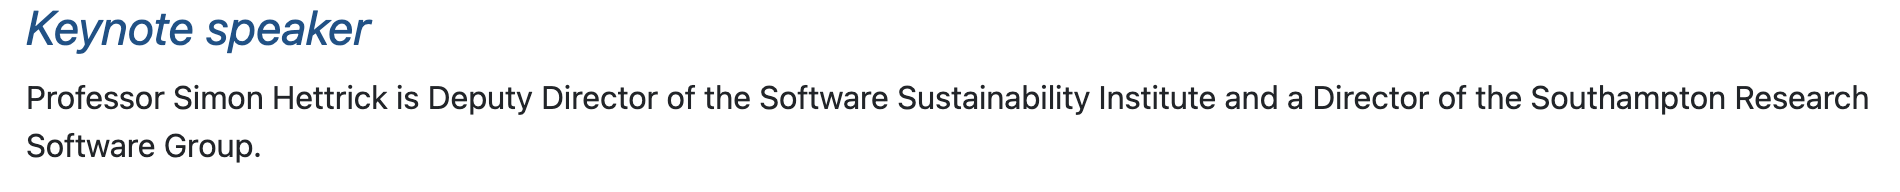 Keynote speaker
Professor Simon Hettrick is Deputy Director of the Software Sustainability Institute and a Director of the Southampton Research
Software Group.